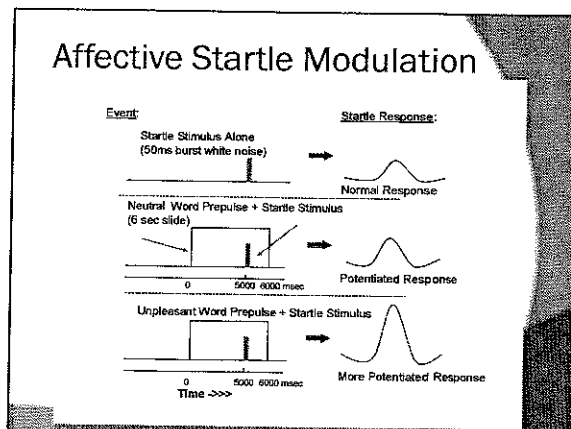 Affective Startle Modulation
Event:
Startle Response:
Startle Stimulus Alone
(50ms burst white noise)
Normal Response
Neutral Word Prepulse + Startle Stimulus
(6 sec slide)
0 5000 6000 msec
Potentiated Response
Unpleasant Word Prepulse + Startle Stimulus
0 5000 6000 msec
Time ->>>
More Potentiated Response